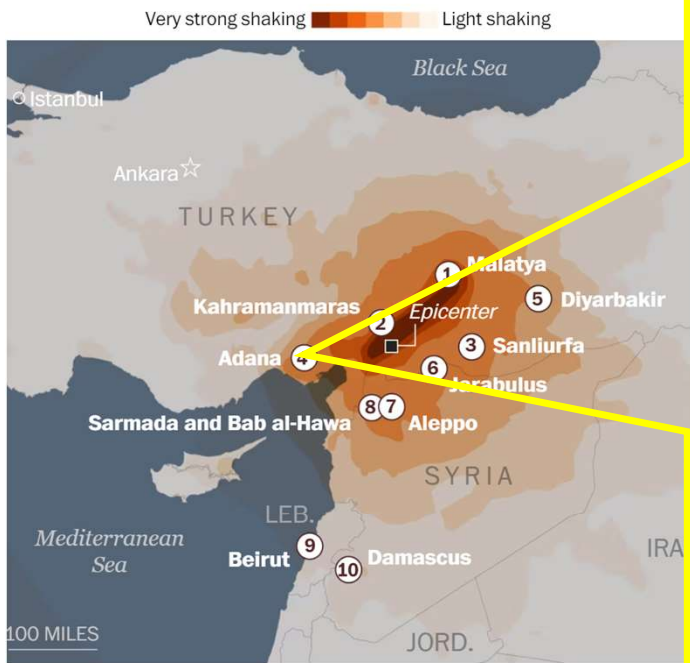 Very strong shaking Light shaking
Black Sea
Istanbul
Ankara
TURKEY
1 Malatya
5 Diyarbakir
Kahramanmaras 2 Epicenter
3 Sanliurfa
Adana 4
6 Jarabulus
Sarmada and Bab al-Hawa 8 7 Aleppo
SYRIA
LEB.
Mediterranean
Sea
Beirut 9
10 Damascus
IRA
100 MILES
JORD.